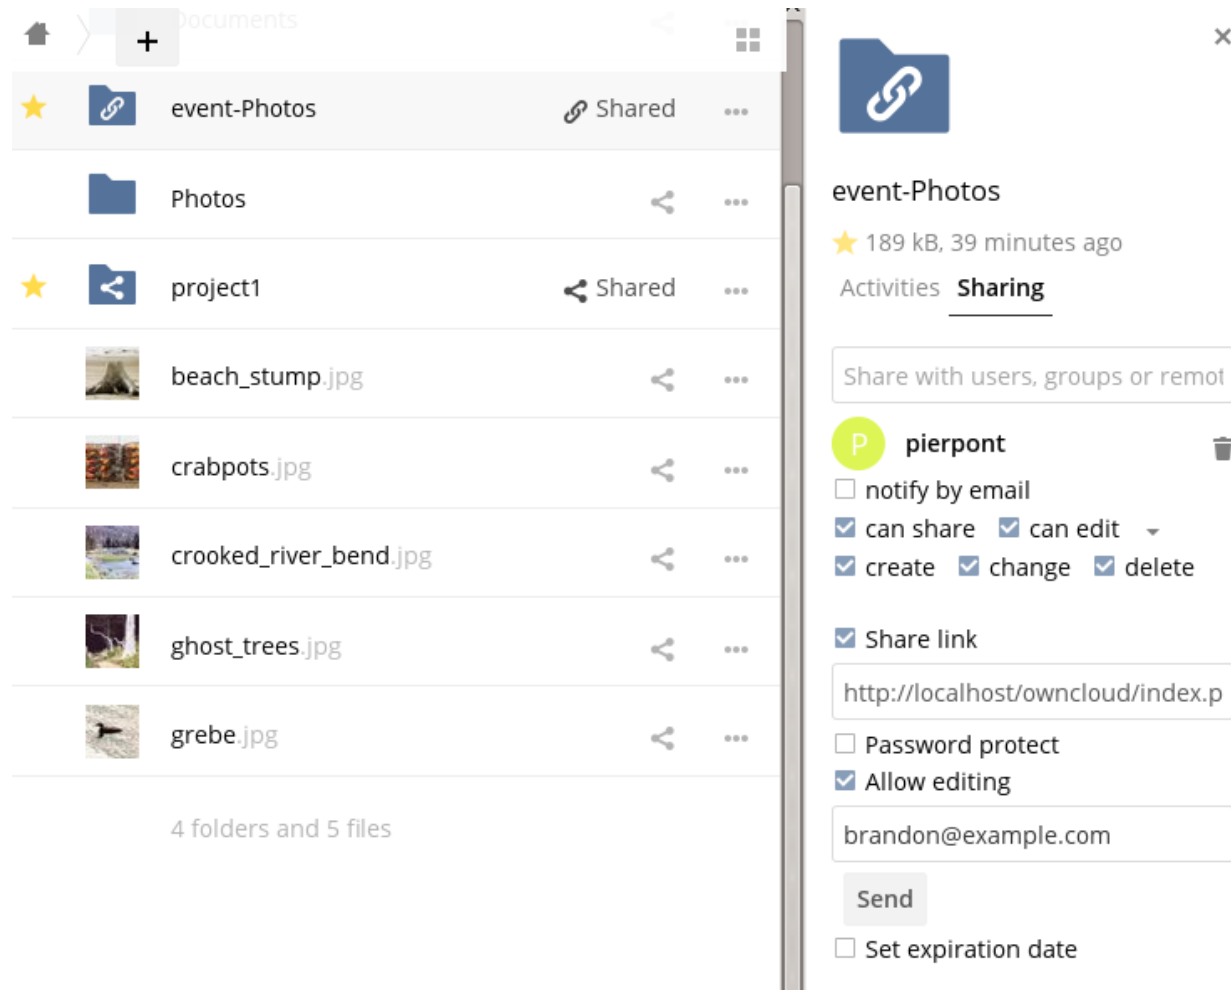 Documents
+
event-Photos Shared
Photos
project1 Shared
beach_stump.jpg
crabpots.jpg
crooked_river_bend.jpg
ghost_trees.jpg
grebe.jpg
4 folders and 5 files
event-Photos
189 kB, 39 minutes ago
Activities Sharing
Share with users, groups or remot
P pierpont
notify by email
can share can edit
create change delete
Share link
http://localhost/owncloud/index.p
Password protect
Allow editing
brandon@example.com
Send
Set expiration date